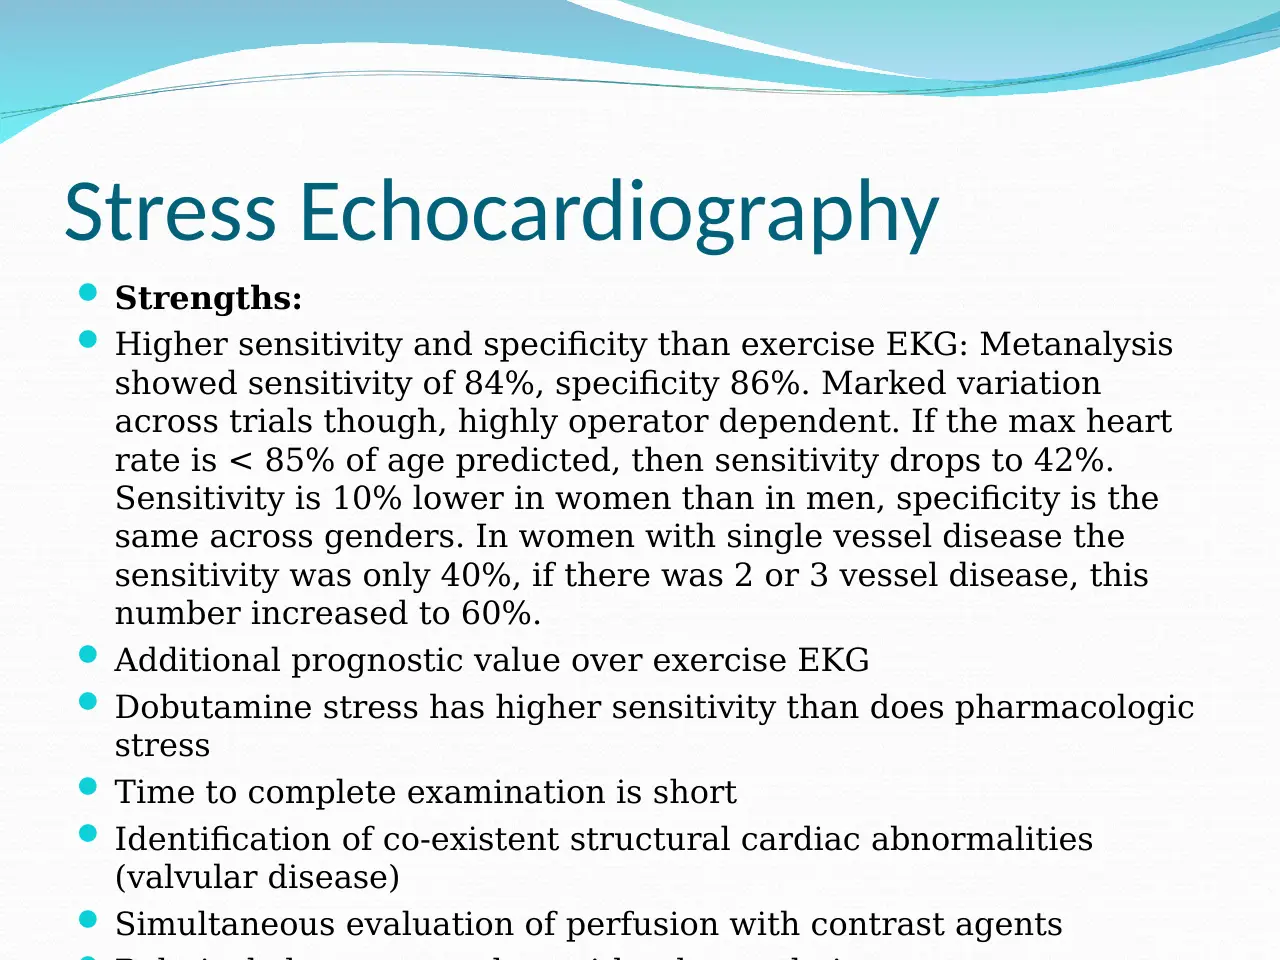 Stress Echocardiography
Strengths:
Higher sensitivity and specificity than exercise EKG: Metanalysis
showed sensitivity of 84%, specificity 86%. Marked variation
across trials though, highly operator dependent. If the max heart
rate is < 85% of age predicted, then sensitivity drops to 42%.
Sensitivity is 10% lower in women than in men, specificity is the
same across genders. In women with single vessel disease the
sensitivity was only 40%, if there was 2 or 3 vessel disease, this
number increased to 60%.
Additional prognostic value over exercise EKG
Dobutamine stress has higher sensitivity than does pharmacologic
stress
Time to complete examination is short
Identification of co-existent structural cardiac abnormalities
(valvular disease)
Simultaneous evaluation of perfusion with contrast agents